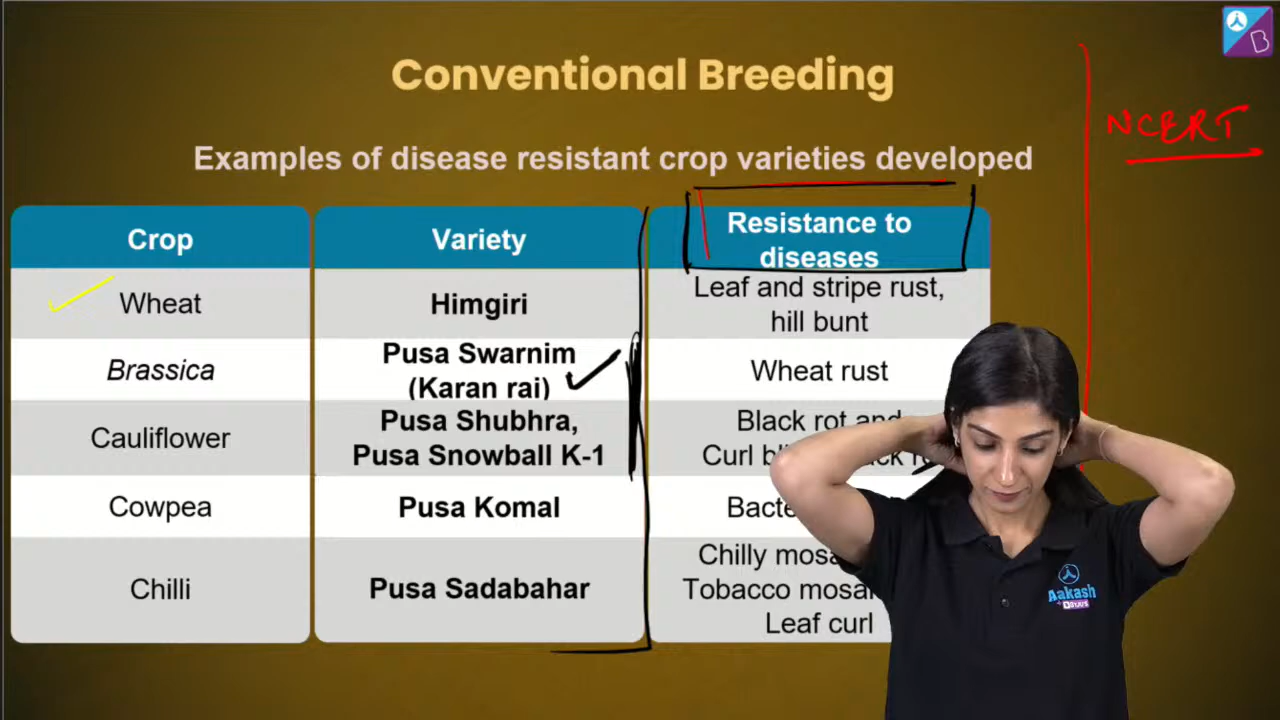 Conventional Breeding
NCERT
Examples of disease resistant crop varieties developed
Crop
Variety
Resistance to
diseases
Wheat
Himgiri
Leaf and stripe rust,
hill bunt
Brassica
Pusa Swarnim
(Karan rai)
Wheat rust
Cauliflower
Pusa Shubhra,
Pusa Snowball K-1
Black rot and
Curl
Cowpea
Pusa Komal
Chilli
Pusa Sadabahar
Chilly
Tobacco
Leaf curl
Aakash
BYJU'S
B